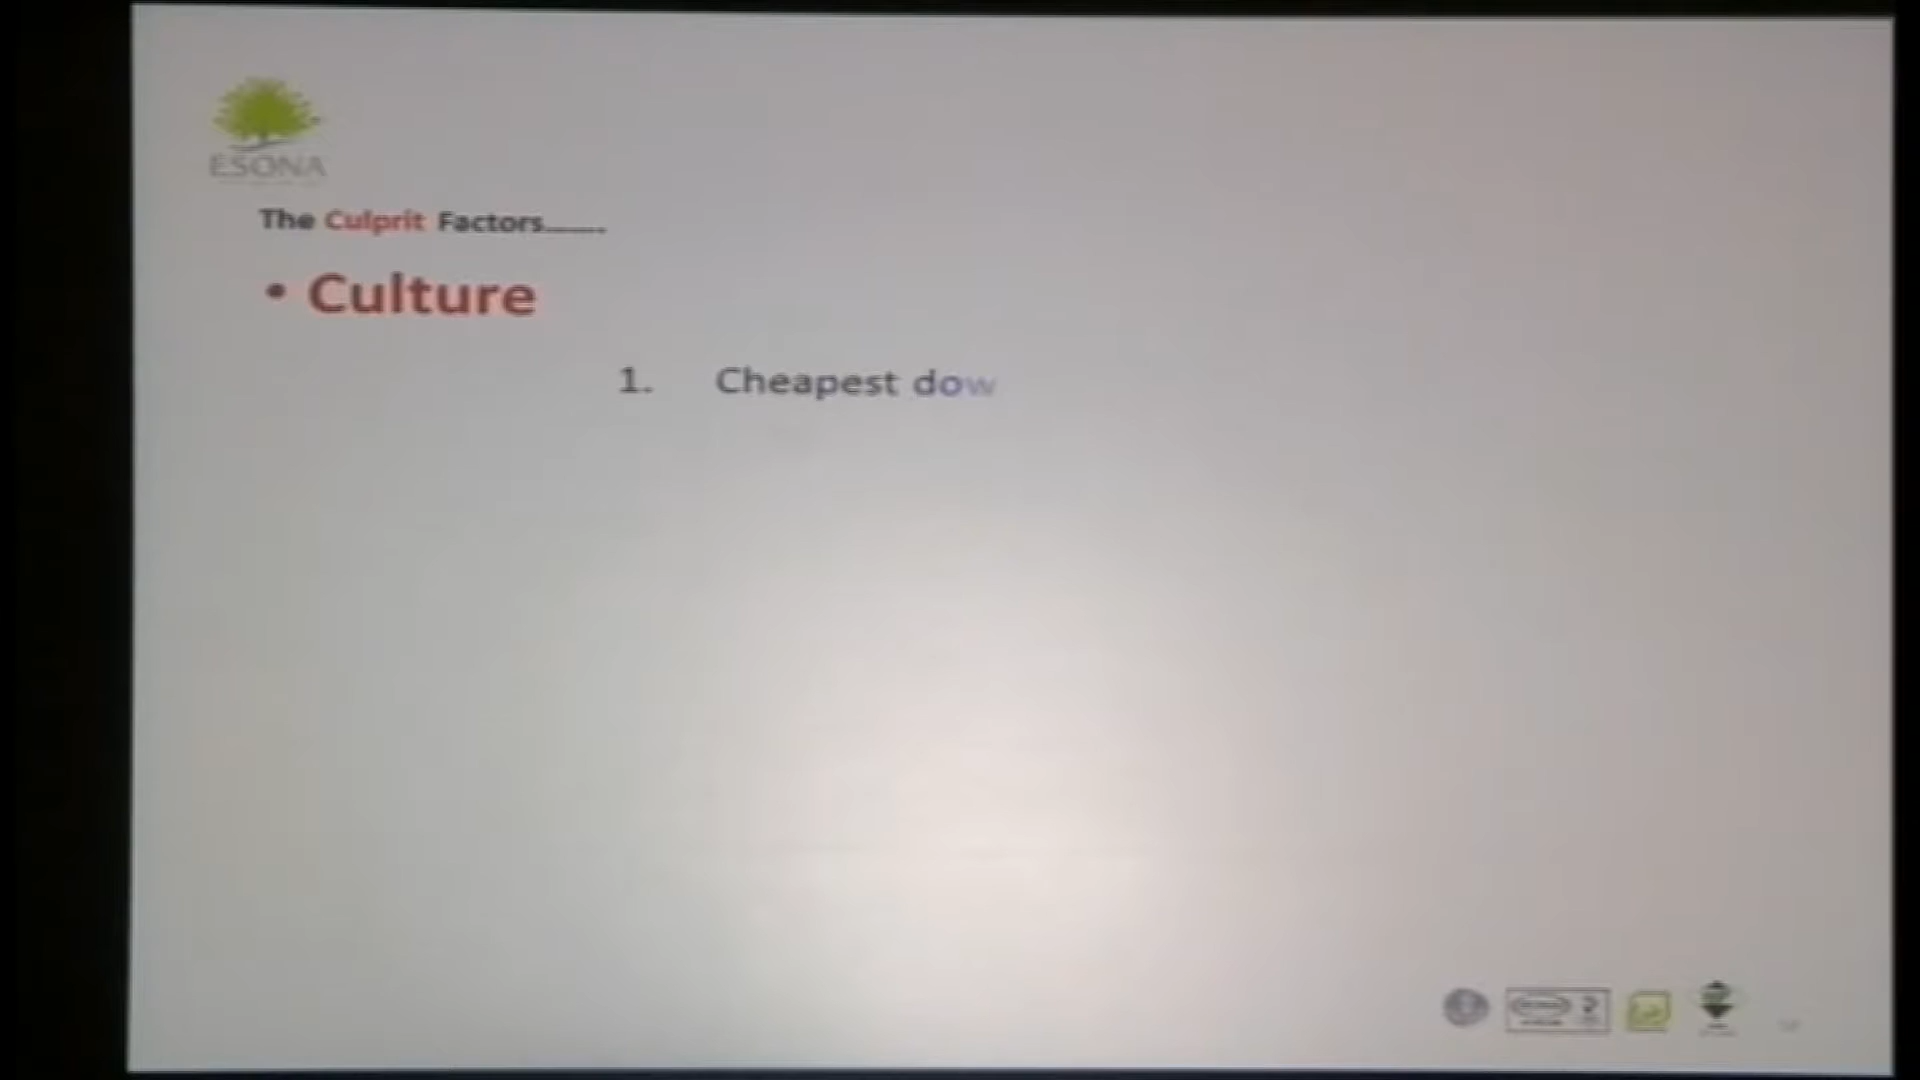 ESONA
The Culprit Factors.......
• Culture
1. Cheapest dow